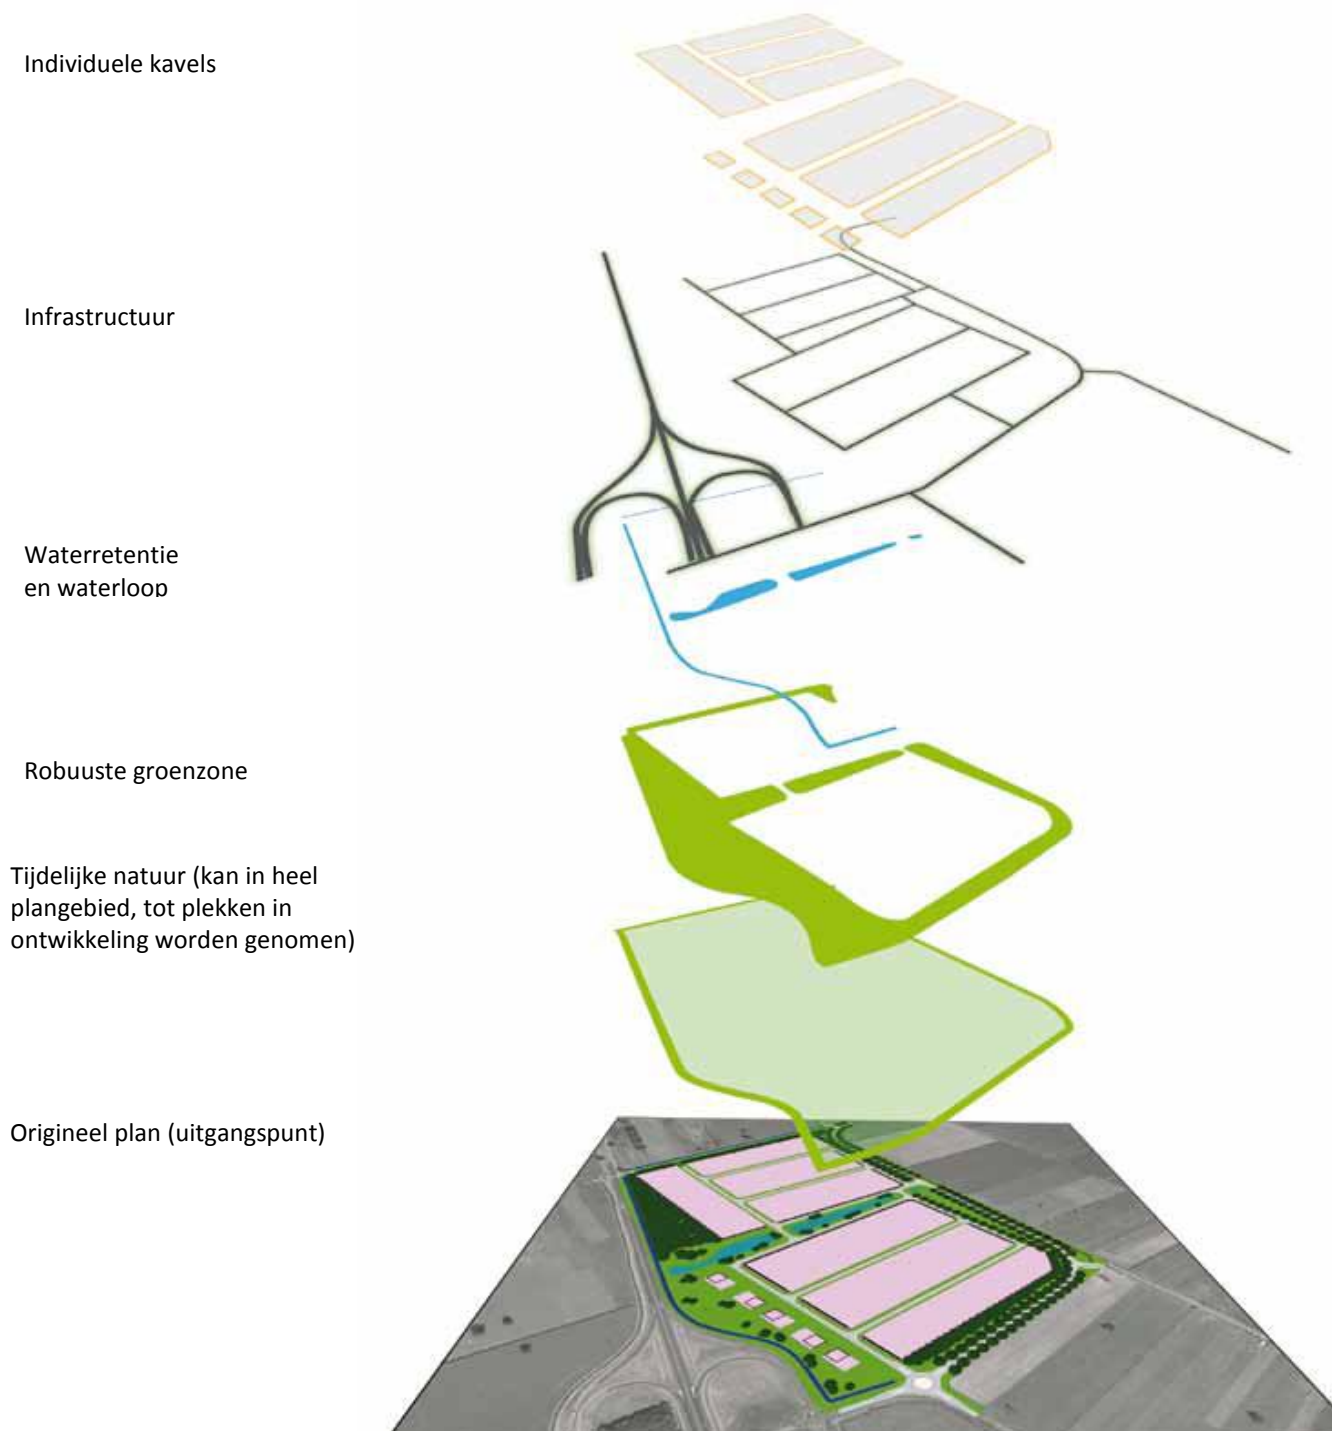 Individuele kavels
Infrastructuur
Waterretentie
en waterloop
Robuuste groenzone
Tijdelijke natuur (kan in heel
plangebied, tot plekken in
ontwikkeling worden genomen)
Origineel plan (uitgangspunt)